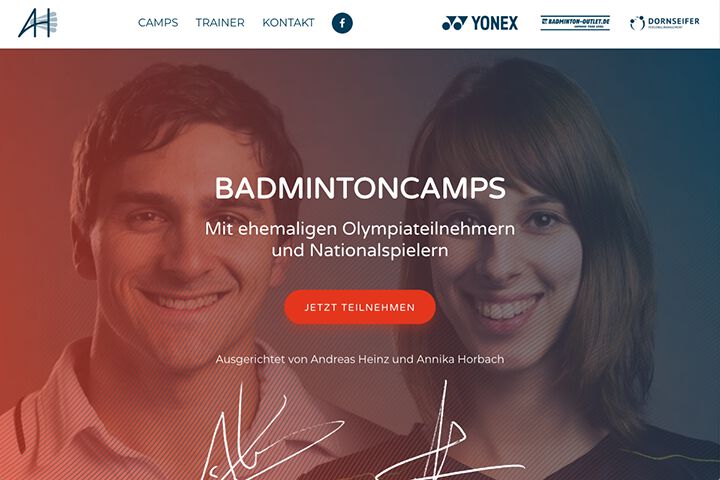 AH
CAMPS TRAINER KONTAKT f
YONEX
BADMINTON-OUTLET.DE
DORNSEIFER
BADMINTONCAMPS
Mit ehemaligen Olympiateilnehmern
und Nationalspielern
JETZT TEILNEHMEN
Ausgerichtet von Andreas Heinz und Annika Horbach